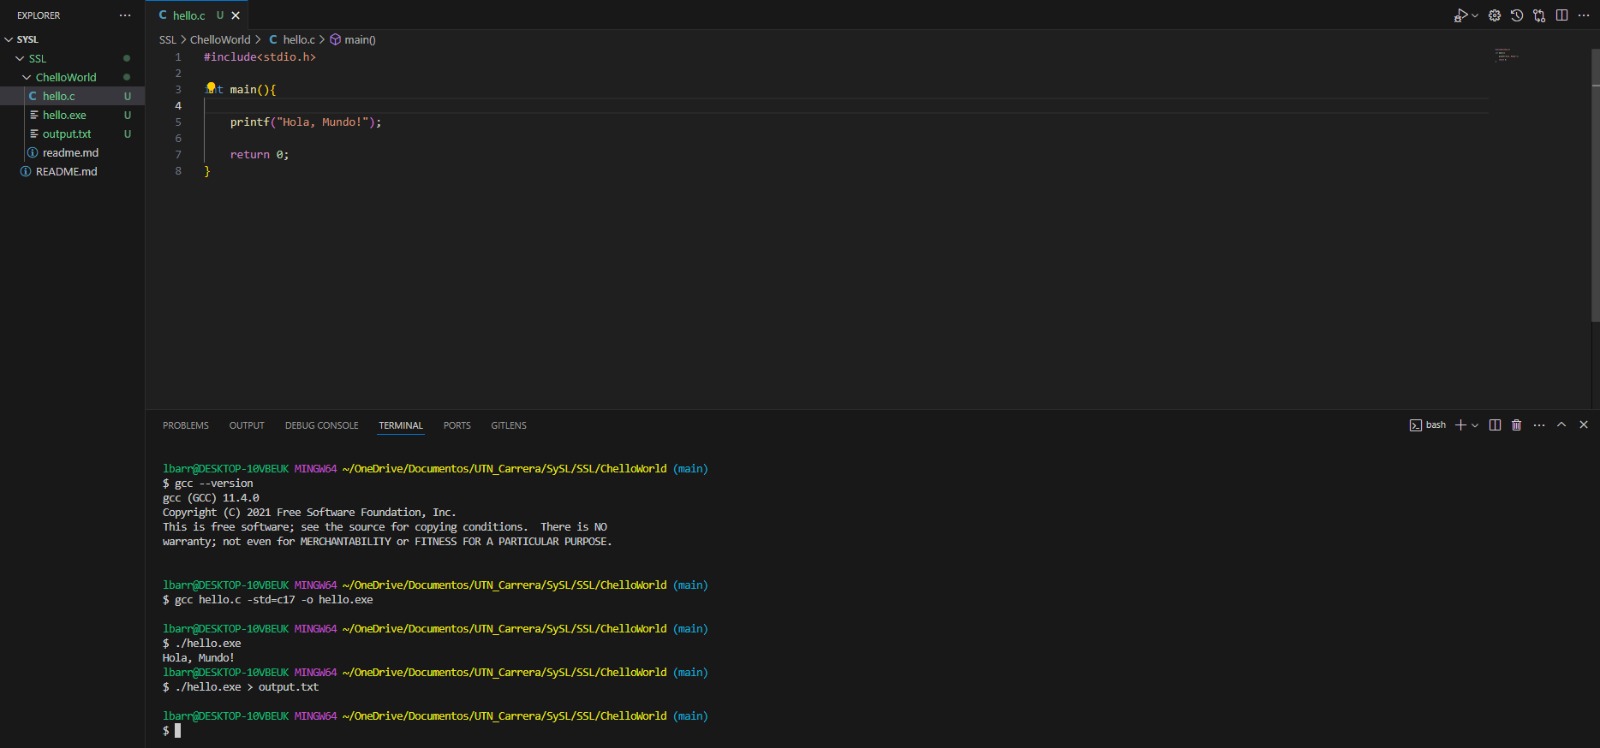 EXPLORER
SYSL
SSL
ChelloWorld
C hello.c U
hello.exe U
output.txt U
readme.md
README.md
C hello.c U
SSL > ChelloWorld > C hello.c > main()
1 #include<stdio.h>
2
3 int main(){
4
5 printf("Hola, Mundo!");
6
7 return 0;
8 }
PROBLEMS OUTPUT DEBUG CONSOLE TERMINAL PORTS GITLENS
bash
lbarr@DESKTOP-10VBEUK MINGW64 ~/OneDrive/Documentos/UTN_Carrera/SySL/SSL/ChelloWorld (main)
$ gcc --version
gcc (GCC) 11.4.0
Copyright (C) 2021 Free Software Foundation, Inc.
This is free software; see the source for copying conditions.  There is NO
warranty; not even for MERCHANTABILITY or FITNESS FOR A PARTICULAR PURPOSE.
lbarr@DESKTOP-10VBEUK MINGW64 ~/OneDrive/Documentos/UTN_Carrera/SySL/SSL/ChelloWorld (main)
$ gcc hello.c -std=c17 -o hello.exe
lbarr@DESKTOP-10VBEUK MINGW64 ~/OneDrive/Documentos/UTN_Carrera/SySL/SSL/ChelloWorld (main)
$ ./hello.exe
Hola, Mundo!
lbarr@DESKTOP-10VBEUK MINGW64 ~/OneDrive/Documentos/UTN_Carrera/SySL/SSL/ChelloWorld (main)
$ ./hello.exe > output.txt
lbarr@DESKTOP-10VBEUK MINGW64 ~/OneDrive/Documentos/UTN_Carrera/SySL/SSL/ChelloWorld (main)
$